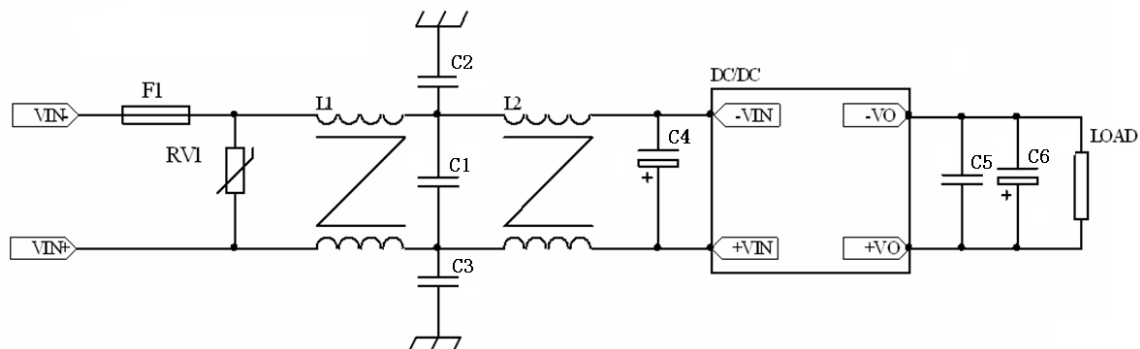 C2
DC/DC
F1
L1
L2
VIN-
-VIN
-VO
C4
LOAD
RV1
C1
C5
C6
+
+
VIN+
+VIN
+VO
C3